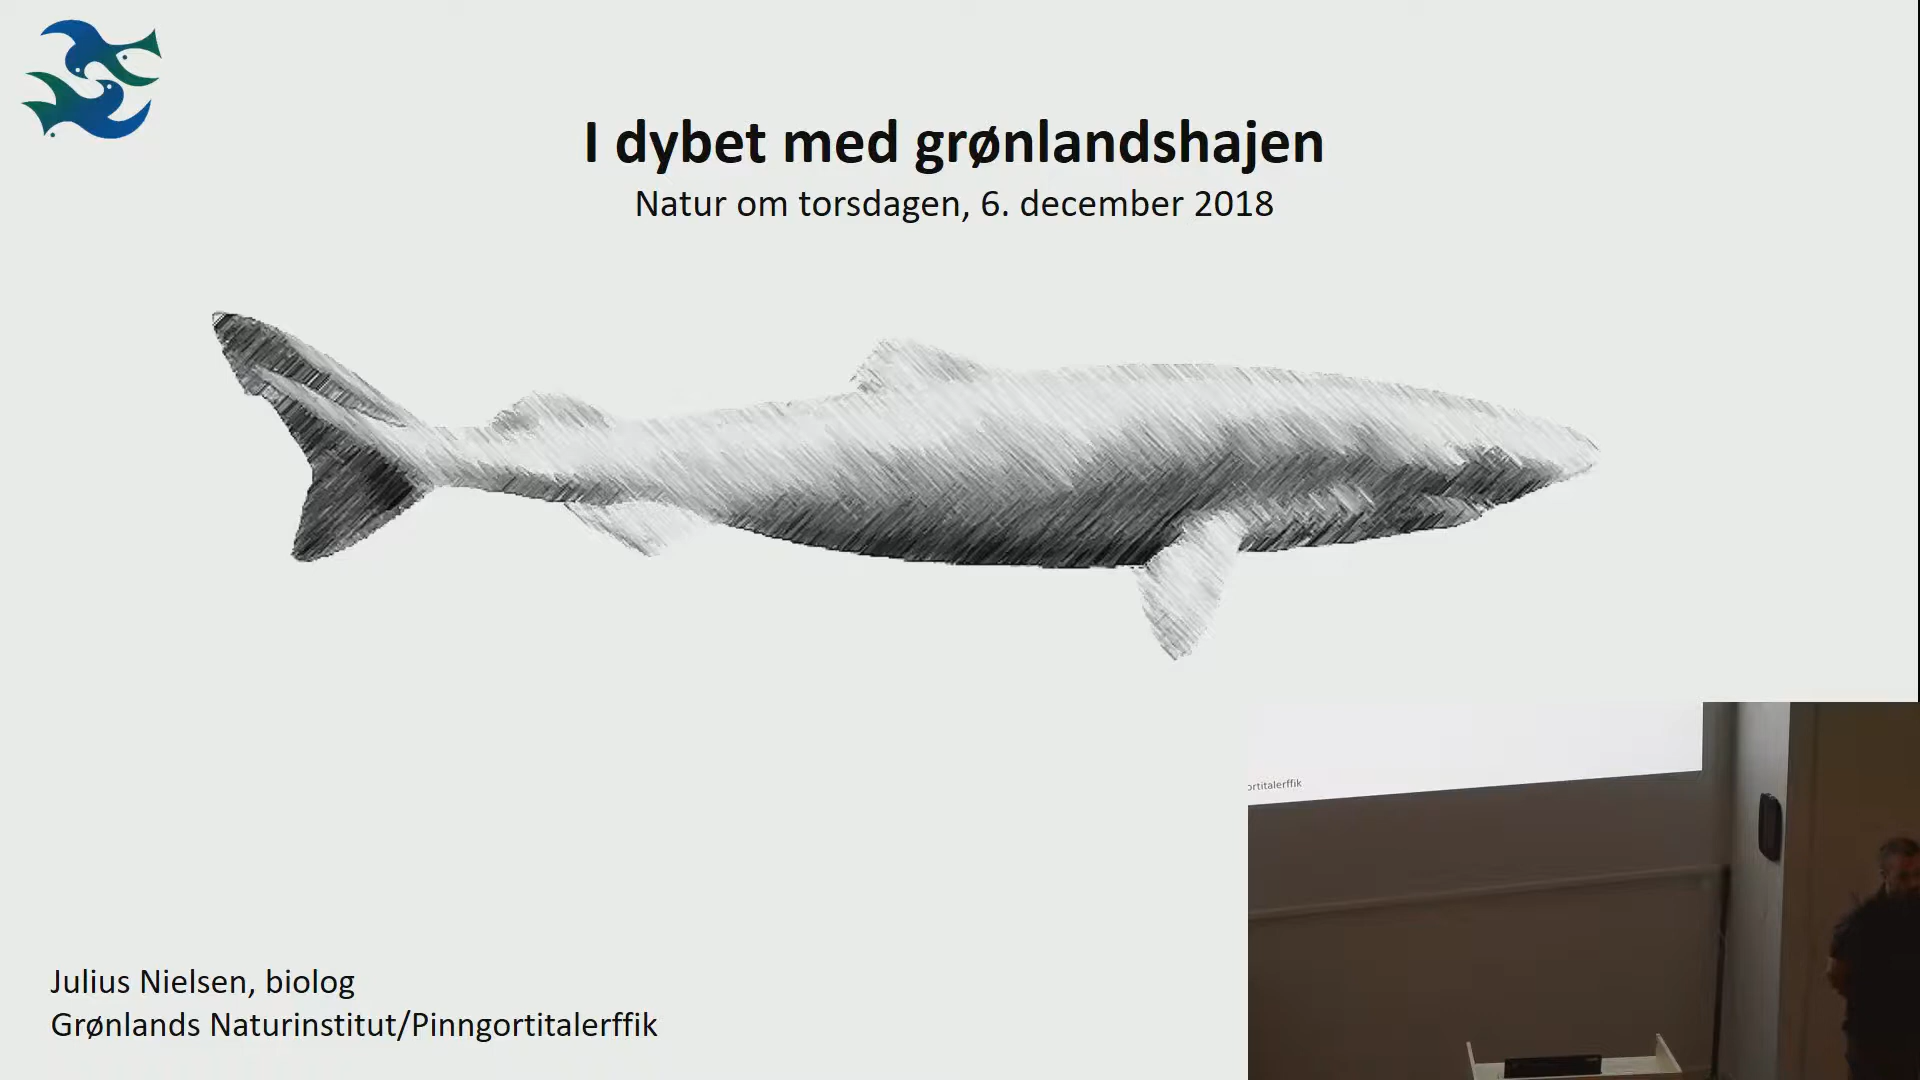 I dybet med grønlandshajen
Natur om torsdagen, 6. december 2018
Julius Nielsen, biolog
Grønlands Naturinstitut/Pinngortitalerffik
ortitalerffik